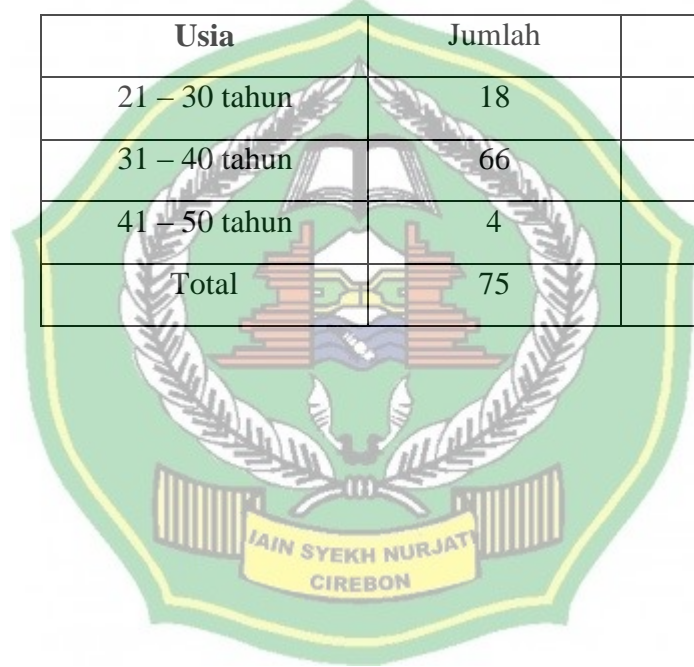 Usia Jumlah
21 – 30 tahun 18
31 – 40 tahun 66
41 – 50 tahun 4
Total 75
IAIN SYEKH NURJATI
CIREBON